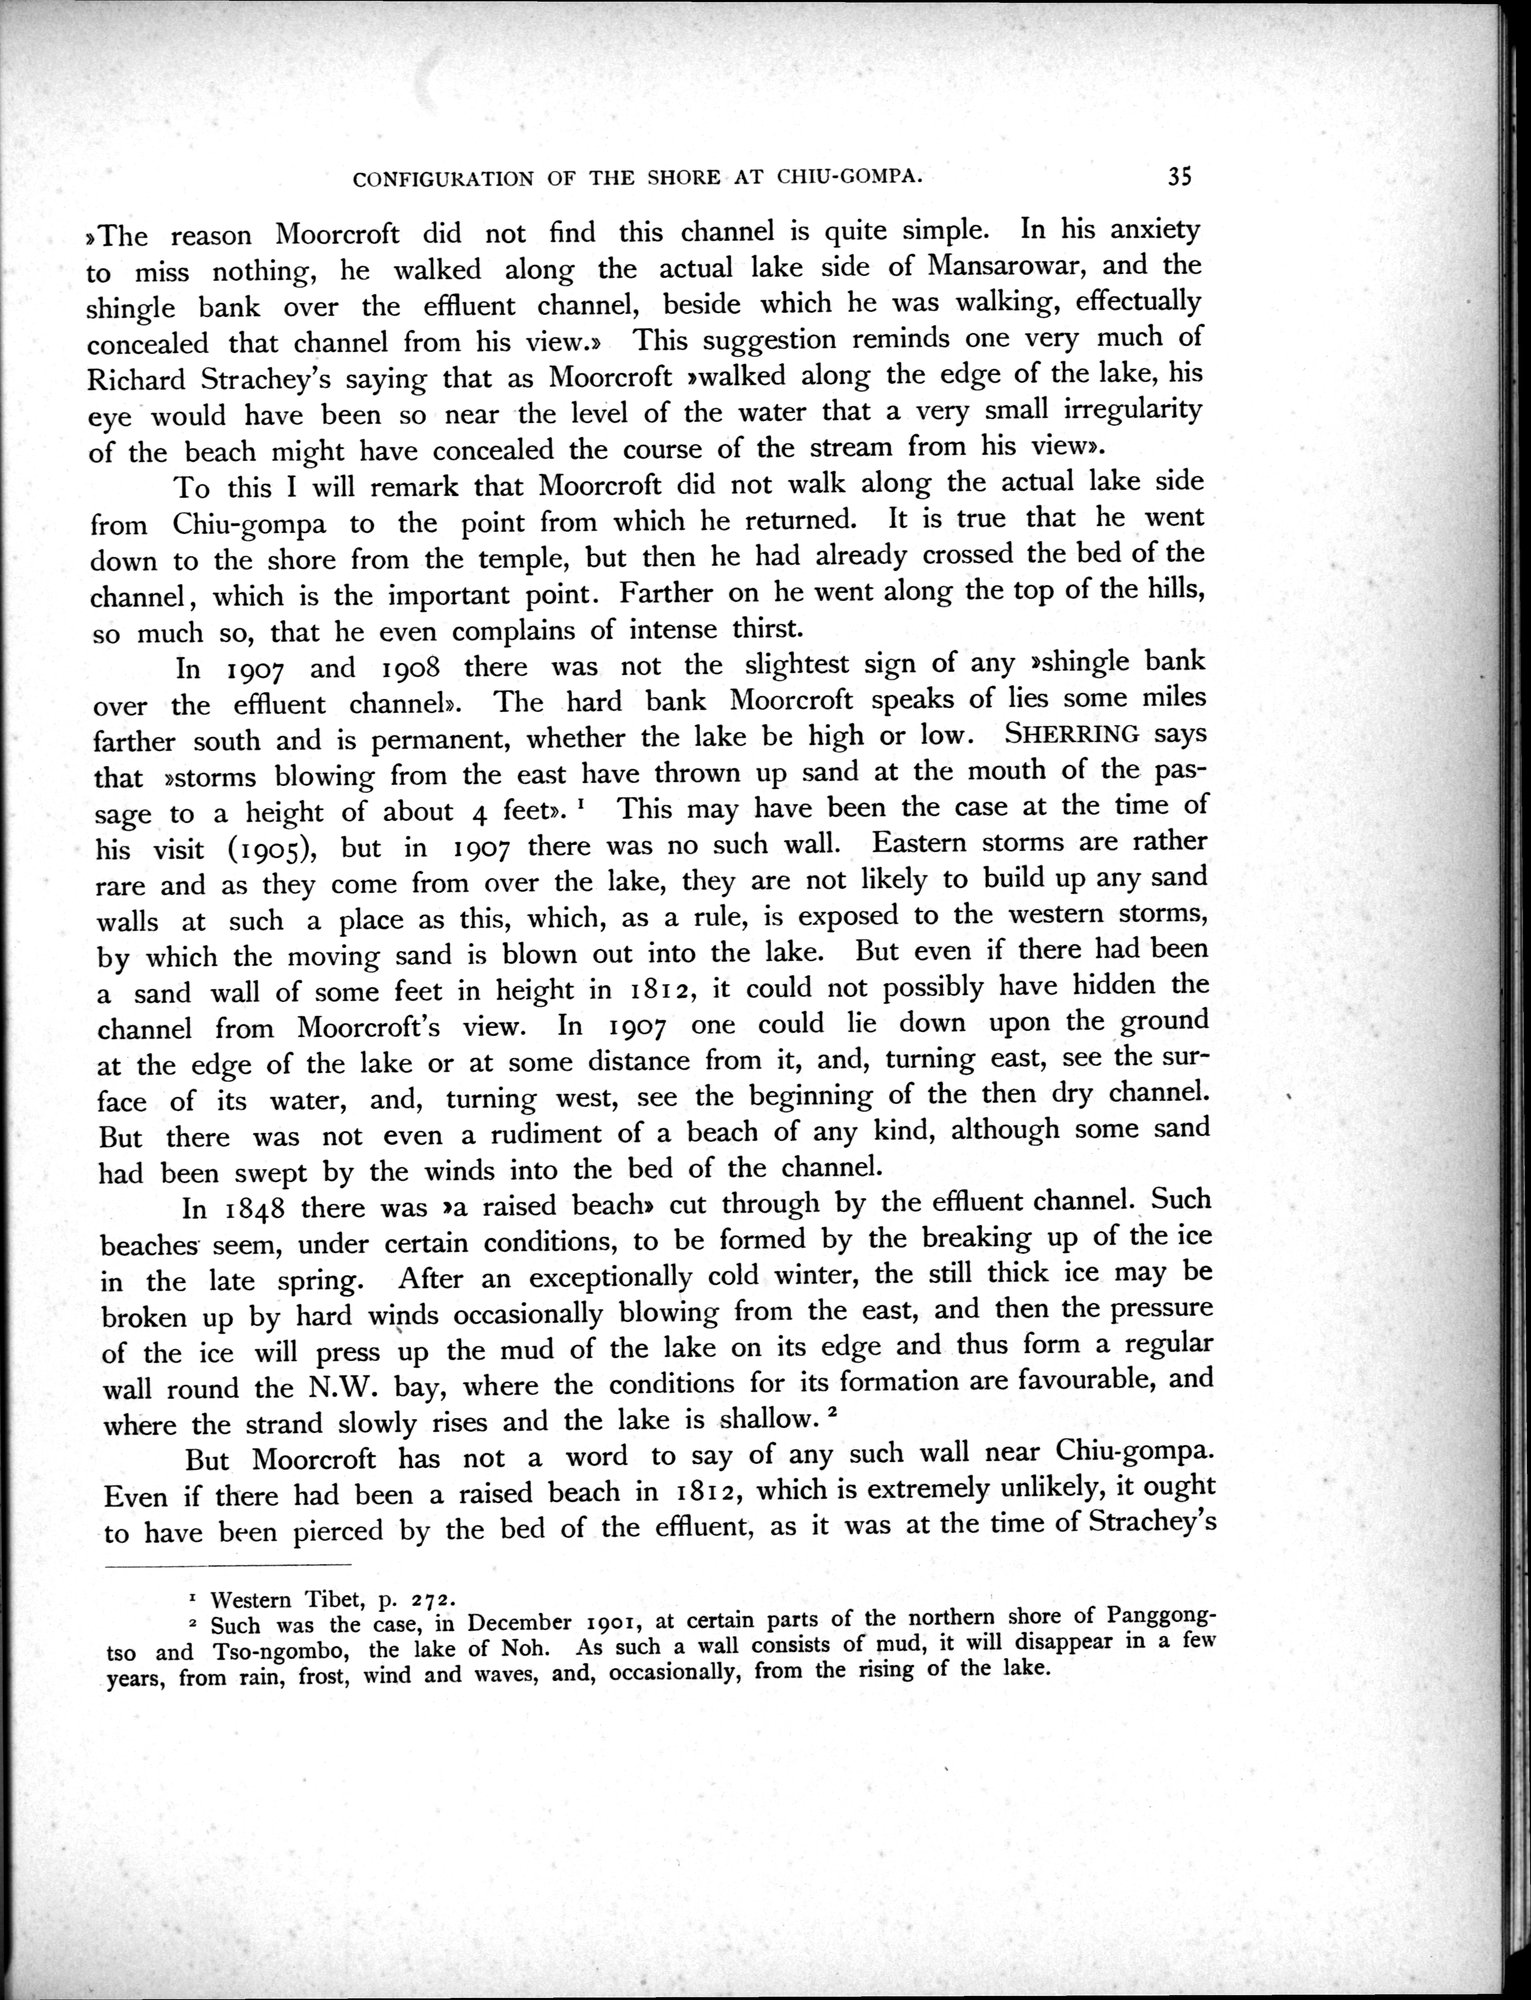 CONFIGURATION OF THE SHORE AT CHIU-GOMPA. 35
»The reason Moorcroft did not find this channel is quite simple. In his anxiety
to miss nothing, he walked along the actual lake side of Mansarowar, and the
shingle bank over the effluent channel, beside which he was walking, effectually
concealed that channel from his view.» This suggestion reminds one very much of
Richard Strachey's saying that as Moorcroft »walked along the edge of the lake, his
eye would have been so near the level of the water that a very small irregularity
of the beach might have concealed the course of the stream from his view».
To this I will remark that Moorcroft did not walk along the actual lake side
from Chiu-gompa to the point from which he returned. It is true that he went
down to the shore from the temple, but then he had already crossed the bed of the
channel, which is the important point. Farther on he went along the top of the hills,
so much so, that he even complains of intense thirst.
In 1907 and 1908 there was not the slightest sign of any »shingle bank
over the effluent channel». The hard bank Moorcroft speaks of lies some miles
farther south and is permanent, whether the lake be high or low. SHERRING says
that »storms blowing from the east have thrown up sand at the mouth of the pas-
sage to a height of about 4 feet». ¹ This may have been the case at the time of
his visit (1905), but in 1907 there was no such wall. Eastern storms are rather
rare and as they come from over the lake, they are not likely to build up any sand
walls at such a place as this, which, as a rule, is exposed to the western storms,
by which the moving sand is blown out into the lake. But even if there had been
a sand wall of some feet in height in 1812, it could not possibly have hidden the
channel from Moorcroft's view. In 1907 one could lie down upon the ground
at the edge of the lake or at some distance from it, and, turning east, see the sur-
face of its water, and, turning west, see the beginning of the then dry channel.
But there was not even a rudiment of a beach of any kind, although some sand
had been swept by the winds into the bed of the channel.
In 1848 there was »a raised beach» cut through by the effluent channel. Such
beaches seem, under certain conditions, to be formed by the breaking up of the ice
in the late spring. After an exceptionally cold winter, the still thick ice may be
broken up by hard winds occasionally blowing from the east, and then the pressure
of the ice will press up the mud of the lake on its edge and thus form a regular
wall round the N.W. bay, where the conditions for its formation are favourable, and
where the strand slowly rises and the lake is shallow. ²
But Moorcroft has not a word to say of any such wall near Chiu-gompa.
Even if there had been a raised beach in 1812, which is extremely unlikely, it ought
to have been pierced by the bed of the effluent, as it was at the time of Strachey's
¹ Western Tibet, p. 272.
² Such was the case, in December 1901, at certain parts of the northern shore of Panggong-
tso and Tso-ngombo, the lake of Noh. As such a wall consists of mud, it will disappear in a few
years, from rain, frost, wind and waves, and, occasionally, from the rising of the lake.